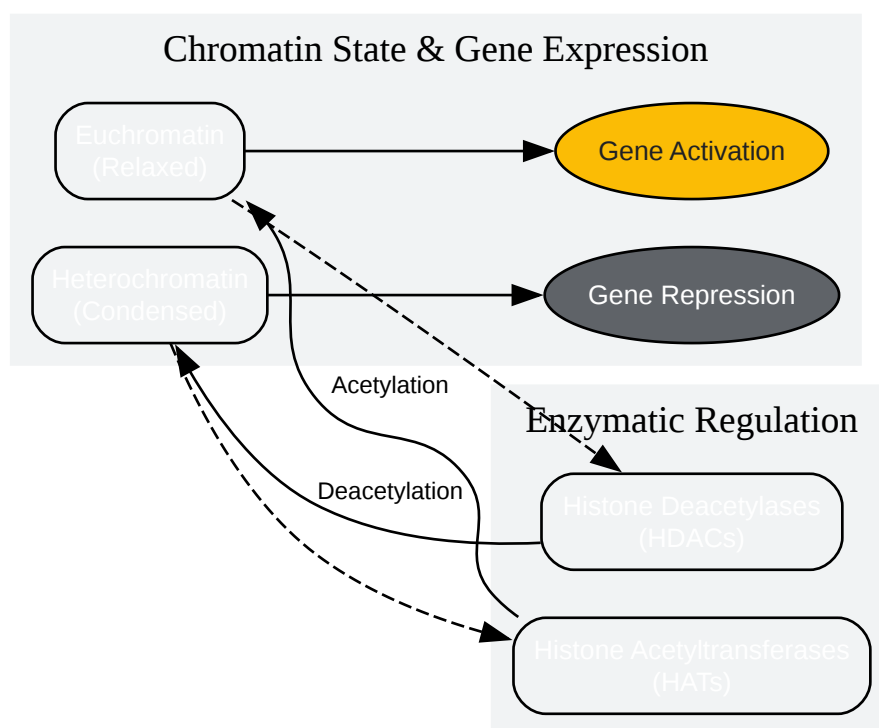 Chromatin State & Gene Expression
Euchromatin
(Relaxed)
Gene Activation
Heterochromatin
(Condensed)
Gene Repression
Acetylation
Enzymatic Regulation
Deacetylation
Histone Deacetylases
(HDACs)
Histone Acetyltransferases
(HATs)